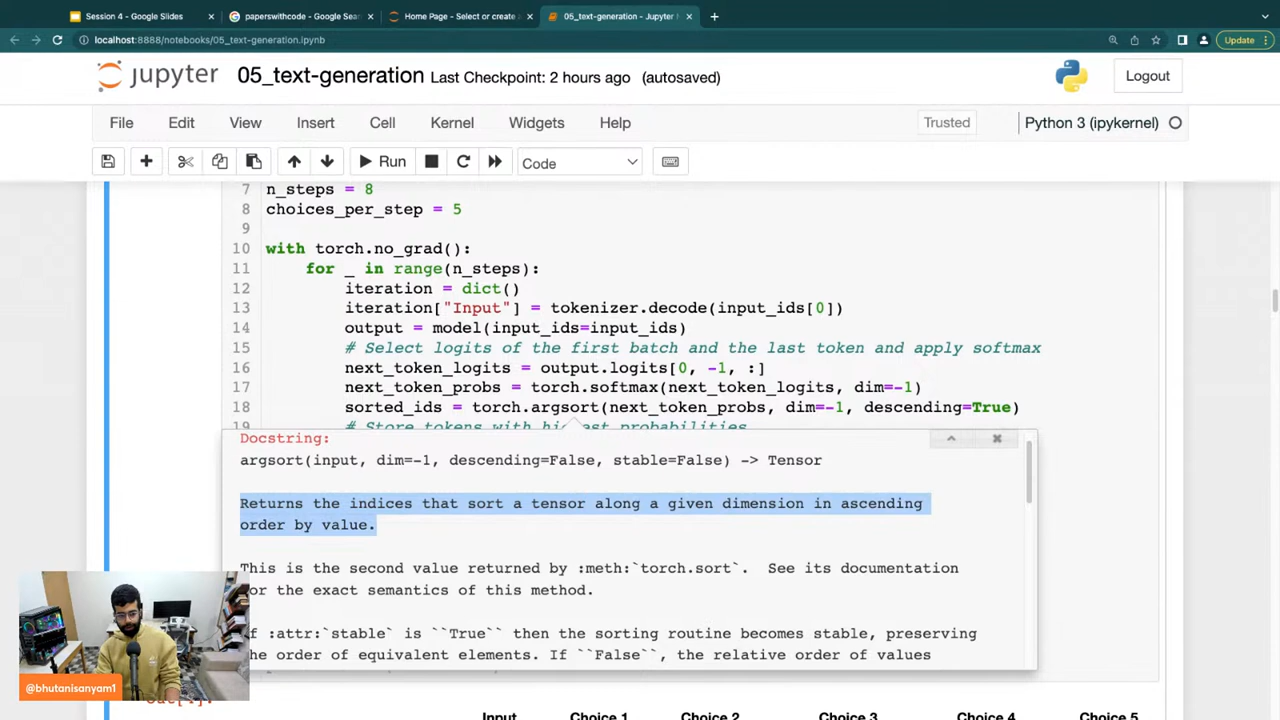 Session 4 - Google Slides
paperswithcode - Google Sear
Home Page - Select or create a
05_text-generation - Jupyter
localhost:8888/notebooks/05_text-generation.ipynb
Update
jupyter 05_text-generation Last Checkpoint: 2 hours ago (autosaved)
Logout
File Edit View Insert Cell Kernel Widgets Help
Trusted
Python 3 (ipykernel)
Run
Code
7 n_steps = 8
8 choices_per_step = 5
9
10 with torch.no_grad():
11 for _ in range(n_steps):
12 iteration = dict()
13 iteration["Input"] = tokenizer.decode(input_ids[0])
14 output = model(input_ids=input_ids)
15 # Select logits of the first batch and the last token and apply softmax
16 next_token_logits = output.logits[0, -1, :]
17 next_token_probs = torch.softmax(next_token_logits, dim=-1)
18 sorted_ids = torch.argsort(next_token_probs, dim=-1, descending=True)
19 # Store tokens with highest probabilities
Docstring:
argsort(input, dim=-1, descending=False, stable=False) -> Tensor
Returns the indices that sort a tensor along a given dimension in ascending
order by value.
This is the second value returned by :meth:`torch.sort`. See its documentation
for the exact semantics of this method.
If :attr:`stable` is ``True`` then the sorting routine becomes stable, preserving
the order of equivalent elements. If ``False``, the relative order of values
@bhutanisanyam1
Input Choice 1 Choice 2 Choice 3 Choice 4 Choice 5